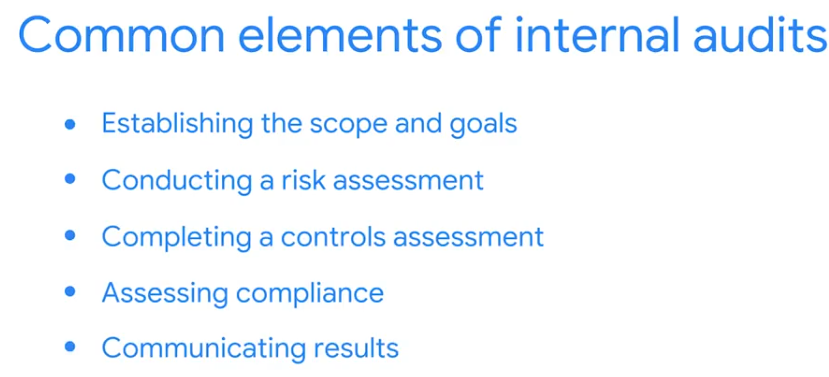 Common elements of internal audits
• Establishing the scope and goals
• Conducting a risk assessment
• Completing a controls assessment
• Assessing compliance
• Communicating results